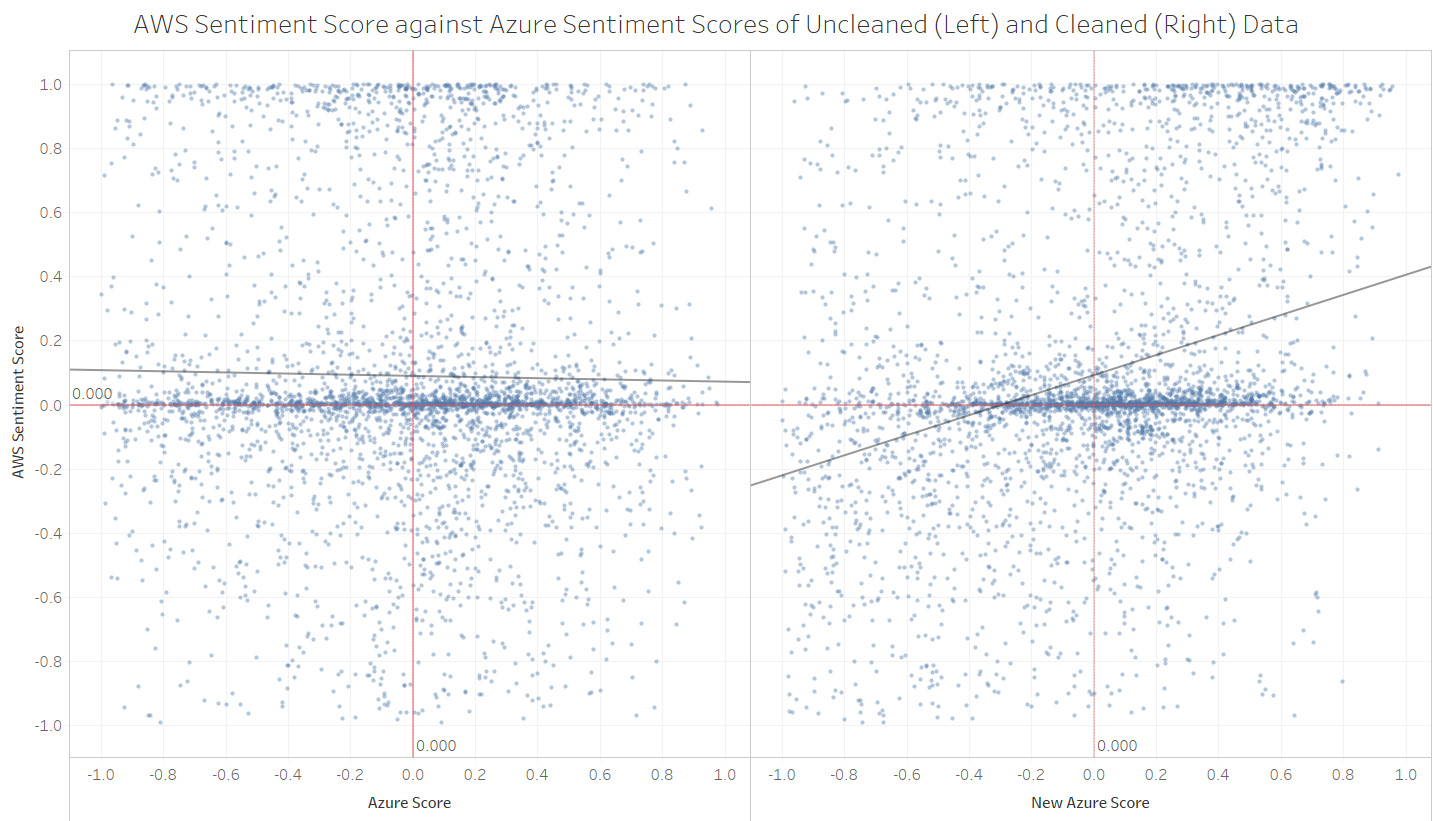 AWS Sentiment Score against Azure Sentiment Scores of Uncleaned (Left) and Cleaned (Right) Data
AWS Sentiment Score
1.0
0.8
0.6
0.4
0.2
0.0
-0.2
-0.4
-0.6
-0.8
-1.0
0.000
0.000
0.000
-1.0 -0.8 -0.6 -0.4 -0.2 0.0 0.2 0.4 0.6 0.8 1.0
-1.0 -0.8 -0.6 -0.4 -0.2 0.0 0.2 0.4 0.6 0.8 1.0
Azure Score
New Azure Score